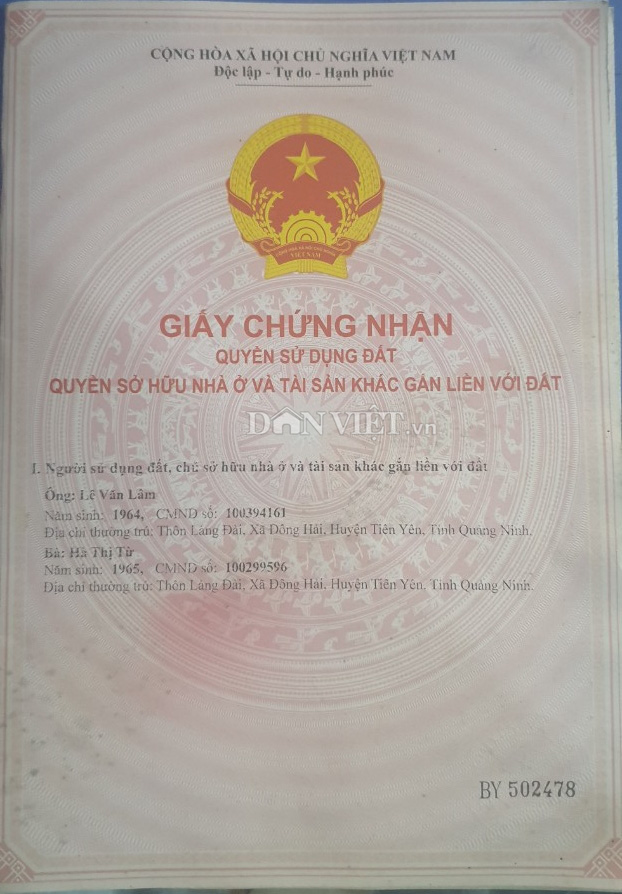 CỘNG HÒA XÃ HỘI CHỦ NGHĨA VIỆT NAM
Độc lập - Tự do - Hạnh phúc
VIỆT NAM
GIẤY CHỨNG NHẬN
QUYỀN SỬ DỤNG ĐẤT
QUYỀN SỞ HỮU NHÀ Ở VÀ TÀI SẢN KHÁC GẮN LIỀN VỚI ĐẤT
DÂN VIỆT.vn
I. Người sử dụng đất, chủ sở hữu nhà ở và tài sản khác gắn liền với đất
Ông: Lê Văn Lâm
Năm sinh: 1964, CMND số: 100394161
Địa chỉ thường trú: Thôn Làng Đài, Xã Đông Hải, Huyện Tiên Yên, Tỉnh Quảng Ninh.
Bà: Hà Thị Từ
Năm sinh: 1965, CMND số: 100299596
Địa chỉ thường trú: Thôn Làng Đài, Xã Đông Hải, Huyện Tiên Yên, Tỉnh Quảng Ninh.
BY 502478